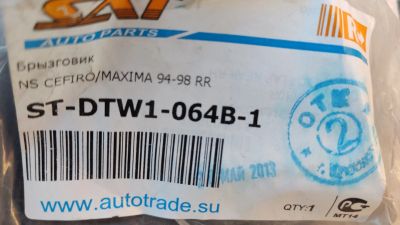 SAT
AUTO PARTS
Брызговик
NS CEFIRO/MAXIMA 94-98 RR
ST-DTW1-064B-1
ОТК
2
МАЙ 2013
www.autotrade.su
QTY:1
МТ14